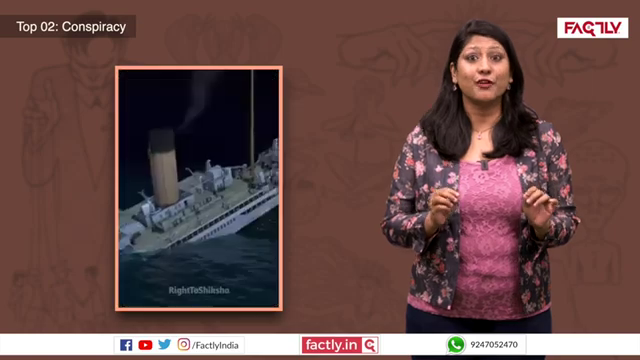 Top 02: Conspiracy
FACTLY
RightToShiksha
/FactlyIndia
factly.in
9247052470